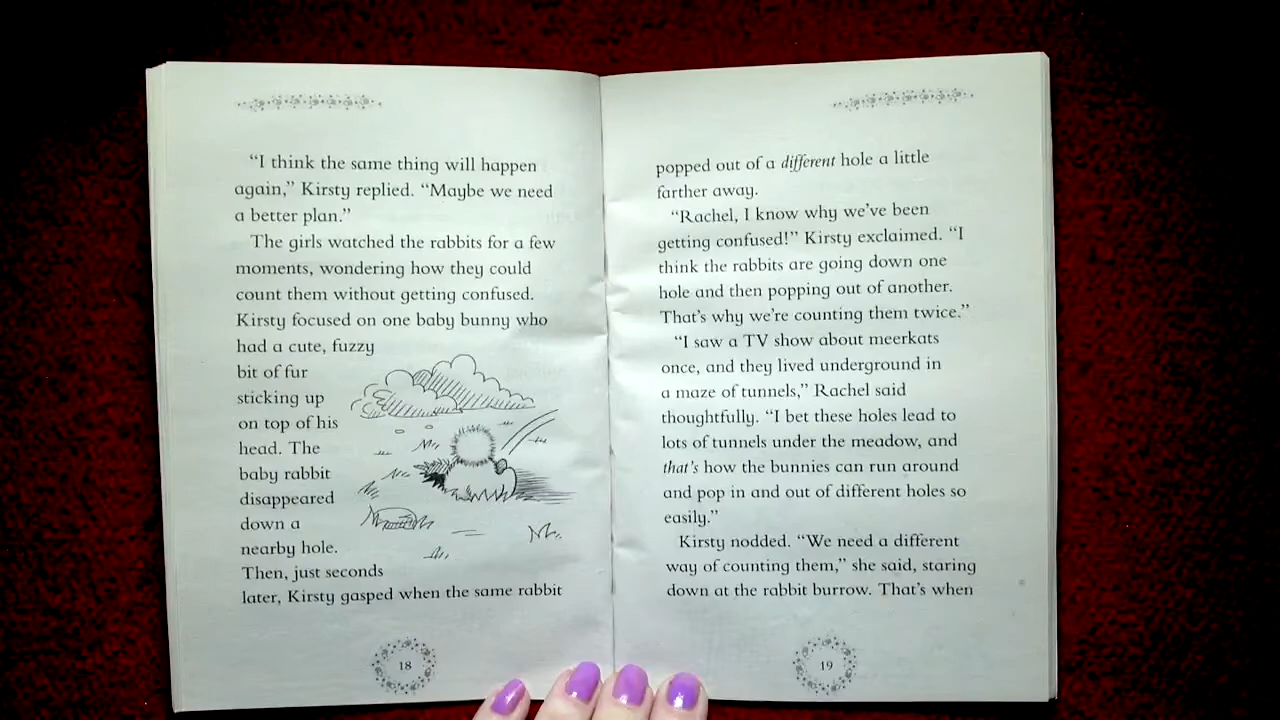 “I think the same thing will happen
again,” Kirsty replied. “Maybe we need
a better plan.”
The girls watched the rabbits for a few
moments, wondering how they could
count them without getting confused.
Kirsty focused on one baby bunny who
had a cute, fuzzy
bit of fur
sticking up
on top of his
head. The
baby rabbit
disappeared
down a
nearby hole.
Then, just seconds
later, Kirsty gasped when the same rabbit
18
popped out of a different hole a little
farther away.
“Rachel, I know why we’ve been
getting confused!” Kirsty exclaimed. “I
think the rabbits are going down one
hole and then popping out of another.
That’s why we’re counting them twice.”
“I saw a TV show about meerkats
once, and they lived underground in
a maze of tunnels,” Rachel said
thoughtfully. “I bet these holes lead to
lots of tunnels under the meadow, and
that’s how the bunnies can run around
and pop in and out of different holes so
easily.”
Kirsty nodded. “We need a different
way of counting them,” she said, staring
down at the rabbit burrow. That’s when
19